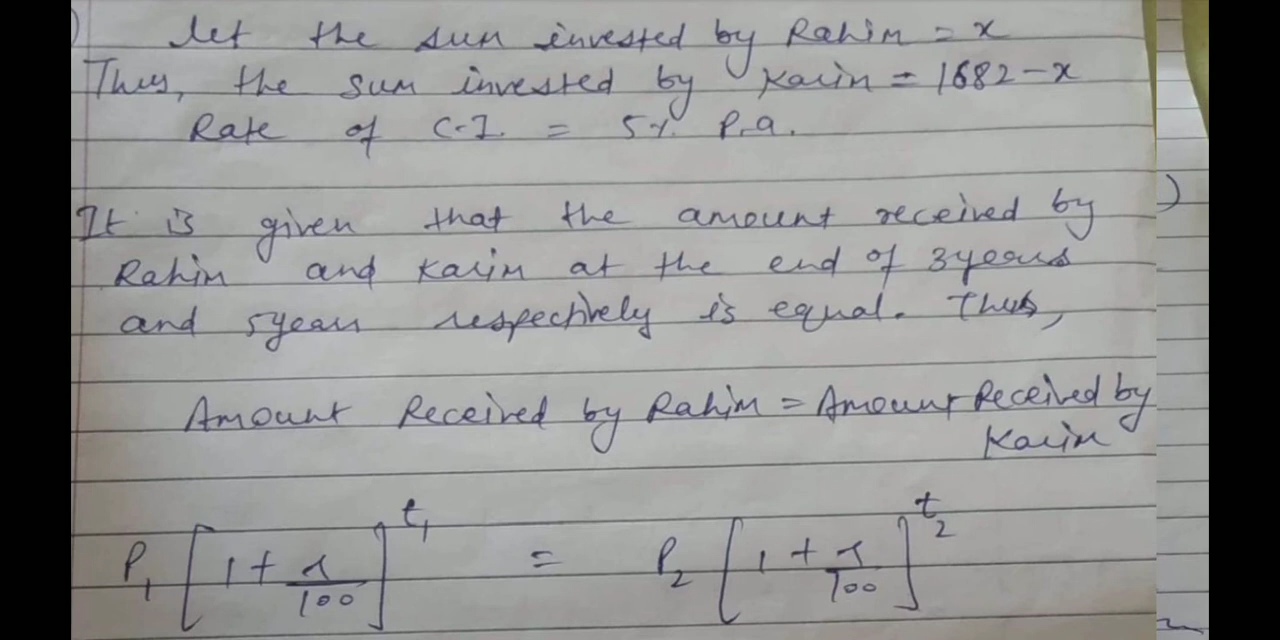 )
let the sum invested by Rahim = x
Thus, the sum invested by Karim = 1682 - x
Rate of C.I. = 5% P.a.
It is given that the amount received by )
Rahim and Karim at the end of 3 years
and 5 years respectively is equal. Thus,
Amount Received by Rahim = Amount Received by
Karim
P₁ [1 + r/100]^t₁ = P₂ [1 + r/100]^t₂